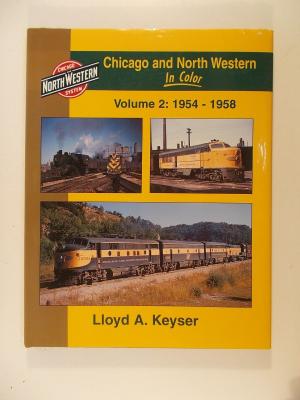 CHICAGO
NORTH WESTERN
SYSTEM
Chicago and North Western
In Color
Volume 2: 1954 - 1958
Lloyd A. Keyser